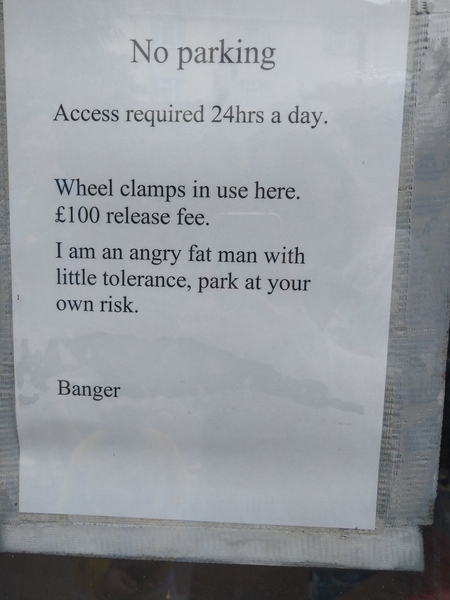 No parking
Access required 24hrs a day.
Wheel clamps in use here.
£100 release fee.
I am an angry fat man with
little tolerance, park at your
own risk.
Banger